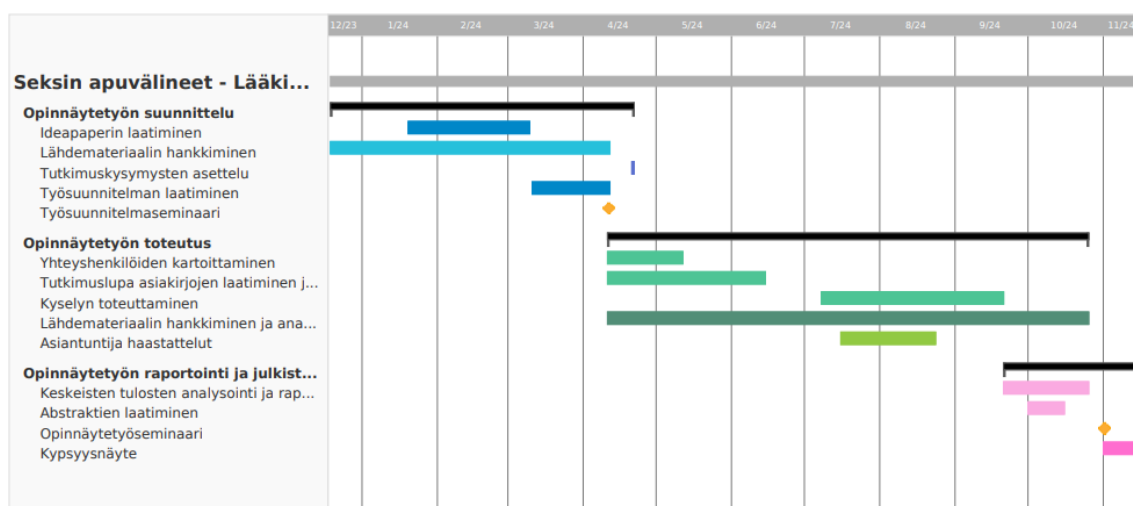 12/23 1/24 2/24 3/24 4/24 5/24 6/24 7/24 8/24 9/24 10/24 11/24
Seksin apuvälineet - Lääki...
Opinnäytetyön suunnittelu
Ideapaperin laatiminen
Lähdemateriaalin hankkiminen
Tutkimuskysymysten asettelu
Työsuunnitelman laatiminen
Työsuunnitelmaseminaari
Opinnäytetyön toteutus
Yhteyshenkilöiden kartoittaminen
Tutkimuslupa asiakirjojen laatiminen j...
Kyselyn toteuttaminen
Lähdemateriaalin hankkiminen ja ana...
Asiantuntija haastattelut
Opinnäytetyön raportointi ja julkist...
Keskeisten tulosten analysointi ja rap...
Abstraktien laatiminen
Opinnäytetyöseminaari
Kypsyysnäyte